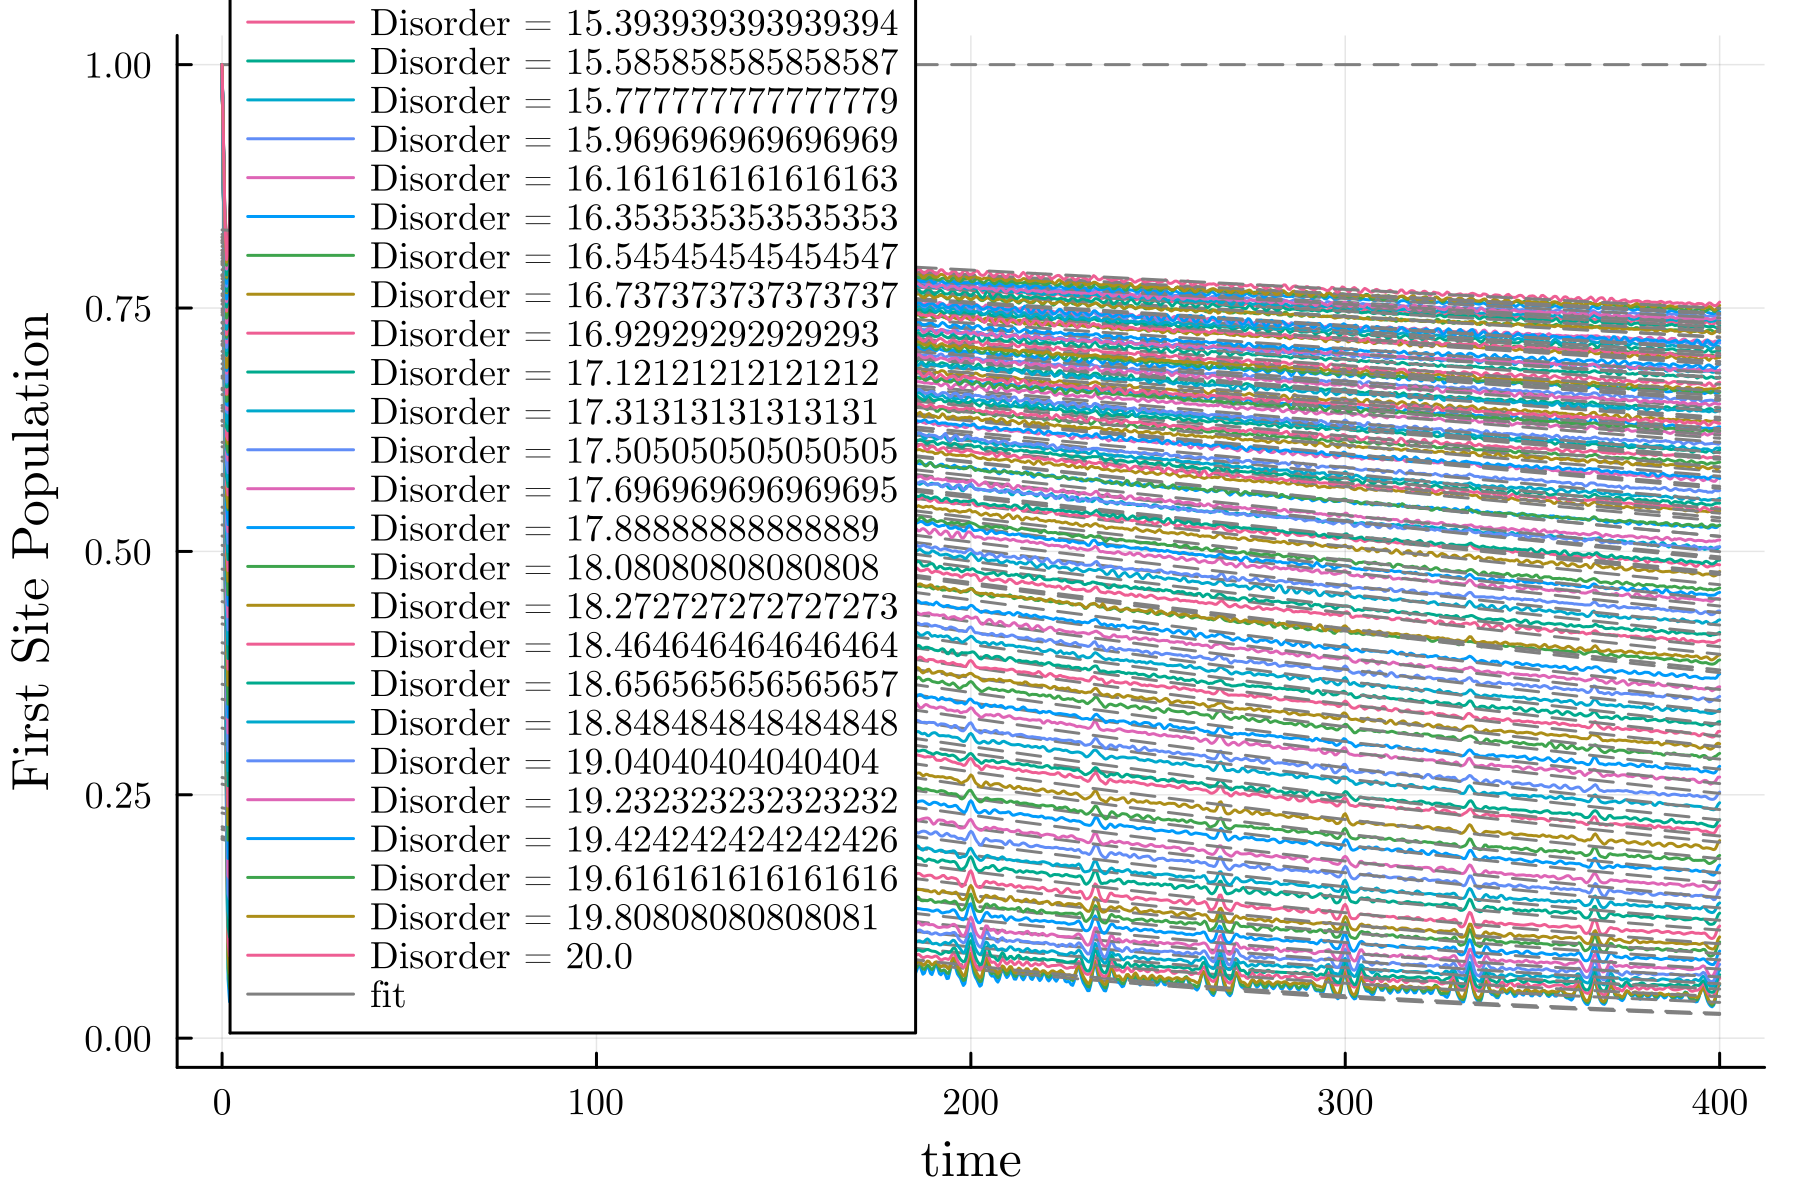 Disorder = 15.393939393939394
Disorder = 15.585858585858587
Disorder = 15.777777777777779
Disorder = 15.969696969696969
Disorder = 16.161616161616163
Disorder = 16.353535353535353
Disorder = 16.545454545454547
Disorder = 16.737373737373737
Disorder = 16.92929292929293
Disorder = 17.12121212121212
Disorder = 17.31313131313131
Disorder = 17.505050505050505
Disorder = 17.696969696969695
Disorder = 17.88888888888889
Disorder = 18.08080808080808
Disorder = 18.272727272727273
Disorder = 18.464646464646464
Disorder = 18.656565656565657
Disorder = 18.848484848484848
Disorder = 19.04040404040404
Disorder = 19.232323232323232
Disorder = 19.424242424242426
Disorder = 19.616161616161616
Disorder = 19.80808080808081
Disorder = 20.0
fit
First Site Population
1.00
0.75
0.50
0.25
0.00
0 100 200 300 400
time